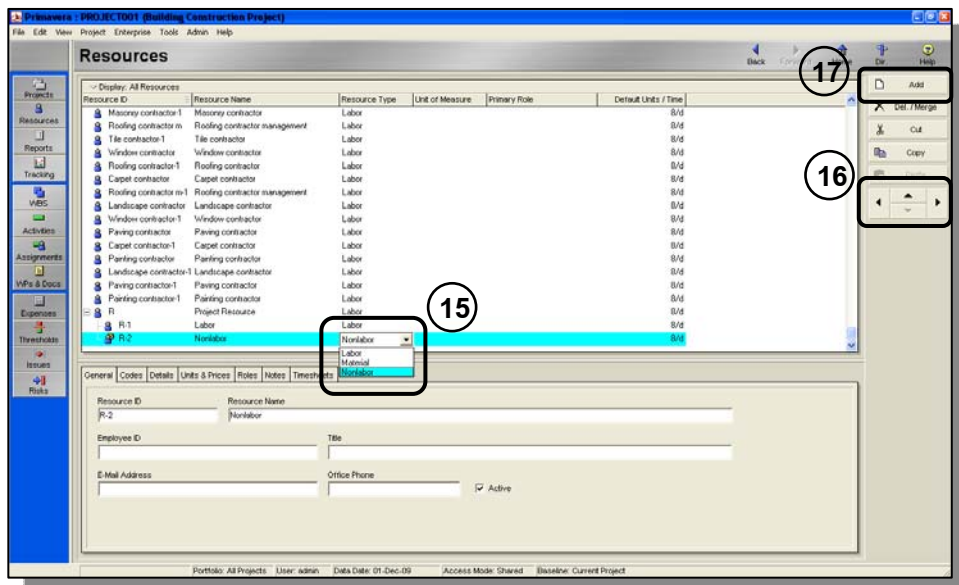 Primavera : PROJECT001 (Building Construction Project)
File Edit View Project Enterprise Tools Admin Help
Resources
Back Dir. Help
17
Projects
Resources
Reports
Tracking
WBS
Activities
Assignments
WPs & Docs
Expenses
Thresholds
Issues
Risks
Display: All Resources
Resource ID Resource Name Resource Type Unit of Measure Primary Role Default Units / Time
Masonry contractor-1 Masonry contractor Labor 8/d
Roofing contractor m Roofing contractor management Labor 8/d
Tile contractor-1 Tile contractor Labor 8/d
Window contractor Window contractor Labor 8/d
Roofing contractor-1 Roofing contractor Labor 8/d
Carpet contractor Carpet contractor Labor 8/d
Roofing contractor m-1 Roofing contractor management Labor 8/d
Landscape contractor Landscape contractor Labor 8/d
Window contractor-1 Window contractor Labor 8/d
Paving contractor Paving contractor Labor 8/d
Carpet contractor-1 Carpet contractor Labor 8/d
Painting contractor Painting contractor Labor 8/d
Landscape contractor-1 Landscape contractor Labor 8/d
Paving contractor-1 Paving contractor Labor 8/d
Painting contractor-1 Painting contractor Labor 8/d
R Project Resource Labor 8/d
R-1 Labor Labor 8/d
R-2 Nonlabor Nonlabor 8/d
Labor
Material
Nonlabor
15
Add
Del. / Merge
Cut
Copy
16
General Codes Details Units & Prices Roles Notes Timesheets
Resource ID Resource Name
R-2 Nonlabor
Employee ID Title
E-Mail Address Office Phone
Active
Portfolio: All Projects User: admin Data Date: 01-Dec-09 Access Mode: Shared Baseline: Current Project